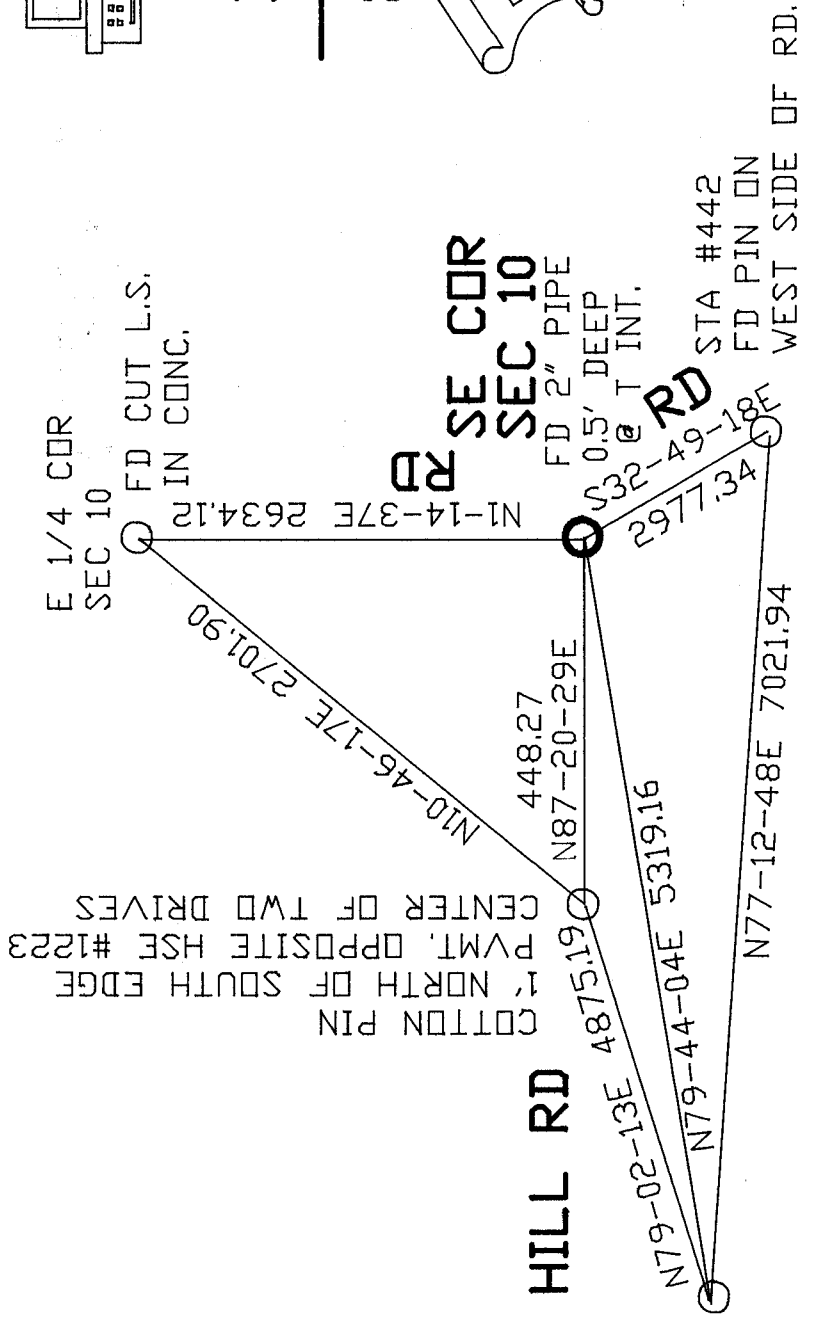 E 1/4 COR
SEC 10
FD CUT L.S.
IN CONC.
N1-14-37E 2634.12
N10-46-17E 2701.90
RD
SE COR
SEC 10
FD 2" PIPE
0.5' DEEP
@ T INT.
RD
S32-49-18E
2977.34
STA #442
FD PIN ON
WEST SIDE OF RD.
448.27
N87-20-29E
COTTON PIN
1' NORTH OF SOUTH EDGE
PVMT. OPPOSITE HSE #1223
CENTER OF TWO DRIVES
HILL RD
N79-02-13E 4875.19
N79-44-04E 5319.16
N77-12-48E 7021.94